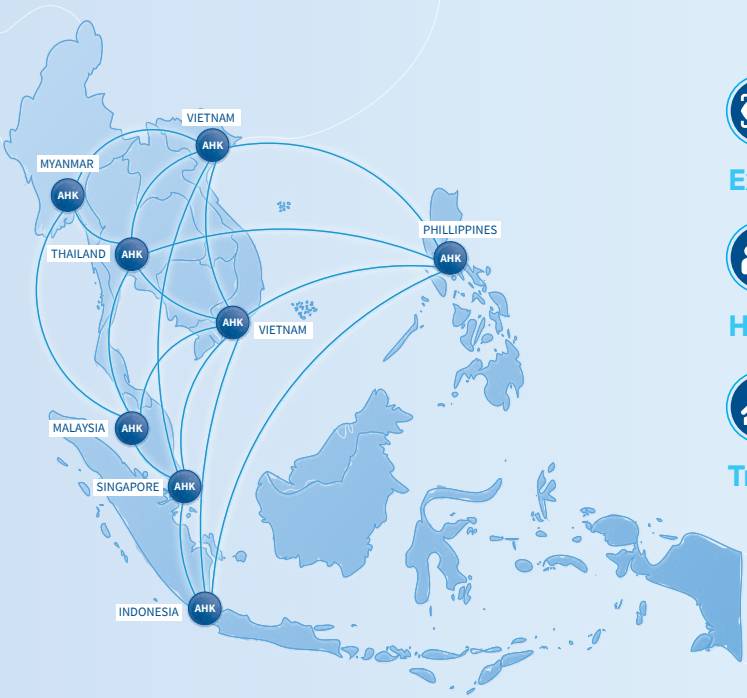 VIETNAM
AHK
MYANMAR
AHK
PHILLIPPINES
THAILAND
AHK
AHK
AHK
VIETNAM
MALAYSIA
AHK
SINGAPORE
AHK
INDONESIA
AHK